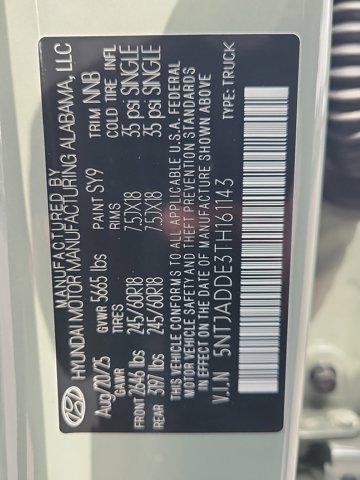 MANUFACTURED BY
HYUNDAI MOTOR MANUFACTURING ALABAMA, LLC
Aug/20/25 GVWR 5665 lbs PAINT SY9 TRIM NNB
GAWR TIRES RIMS COLD TIRE INFL
FRONT 2644 lbs 245/60R18 7.5JX18 35 psi SINGLE
REAR 3197 lbs 245/60R18 7.5JX18 35 psi SINGLE
THIS VEHICLE CONFORMS TO ALL APPLICABLE U.S.A. FEDERAL
MOTOR VEHICLE SAFETY AND THEFT PREVENTION STANDARDS
IN EFFECT ON THE DATE OF MANUFACTURE SHOWN ABOVE
V.I.N 5NTJADDE3TH161143 TYPE: TRUCK